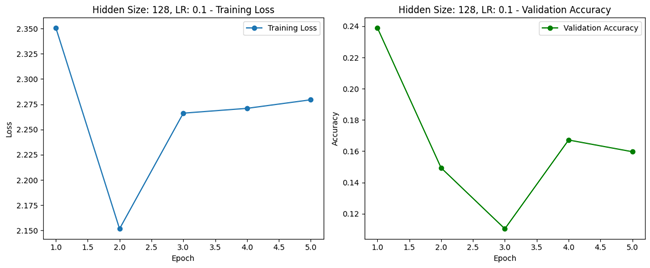 Hidden Size: 128, LR: 0.1 - Training Loss
Training Loss
2.350
2.325
2.300
2.275
2.250
2.225
2.200
2.175
2.150
Loss
1.0 1.5 2.0 2.5 3.0 3.5 4.0 4.5 5.0
Epoch
Hidden Size: 128, LR: 0.1 - Validation Accuracy
Validation Accuracy
0.24
0.22
0.20
0.18
0.16
0.14
0.12
Accuracy
1.0 1.5 2.0 2.5 3.0 3.5 4.0 4.5 5.0
Epoch